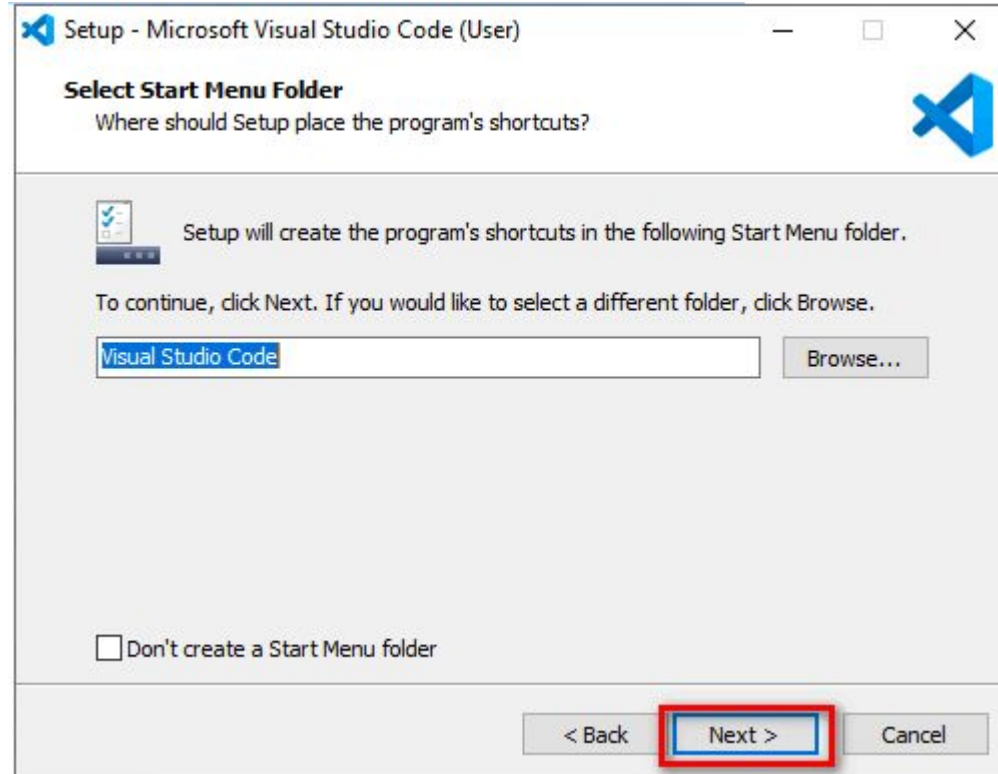 Setup - Microsoft Visual Studio Code (User)
Select Start Menu Folder
Where should Setup place the program's shortcuts?
Setup will create the program's shortcuts in the following Start Menu folder.
To continue, click Next. If you would like to select a different folder, click Browse.
Visual Studio Code
Browse...
Don't create a Start Menu folder
< Back
Next >
Cancel